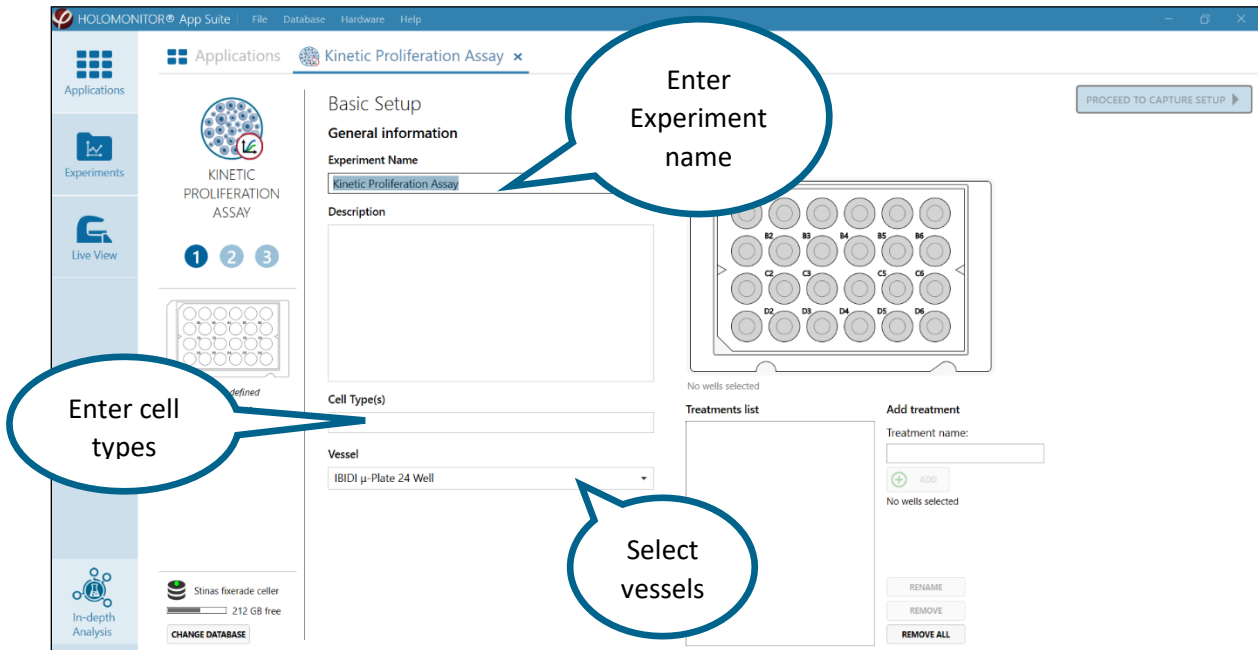 HOLOMONITOR® App Suite File Database Hardware Help
Applications
Experiments
Live View
In-depth
Analysis
Applications Kinetic Proliferation Assay ×
KINETIC
PROLIFERATION
ASSAY
1 2 3
defined
Stinas fixerade celler
212 GB free
CHANGE DATABASE
Basic Setup
General information
Experiment Name
Kinetic Proliferation Assay
Description
Cell Type(s)
Vessel
IBIDI µ-Plate 24 Well
Enter
Experiment
name
Enter cell
types
Select
vessels
PROCEED TO CAPTURE SETUP
B2 B3 B4 B5 B6
C2 C3 C5 C6
D2 D3 D4 D5 D6
No wells selected
Treatments list
Add treatment
Treatment name:
ADD
No wells selected
RENAME
REMOVE
REMOVE ALL